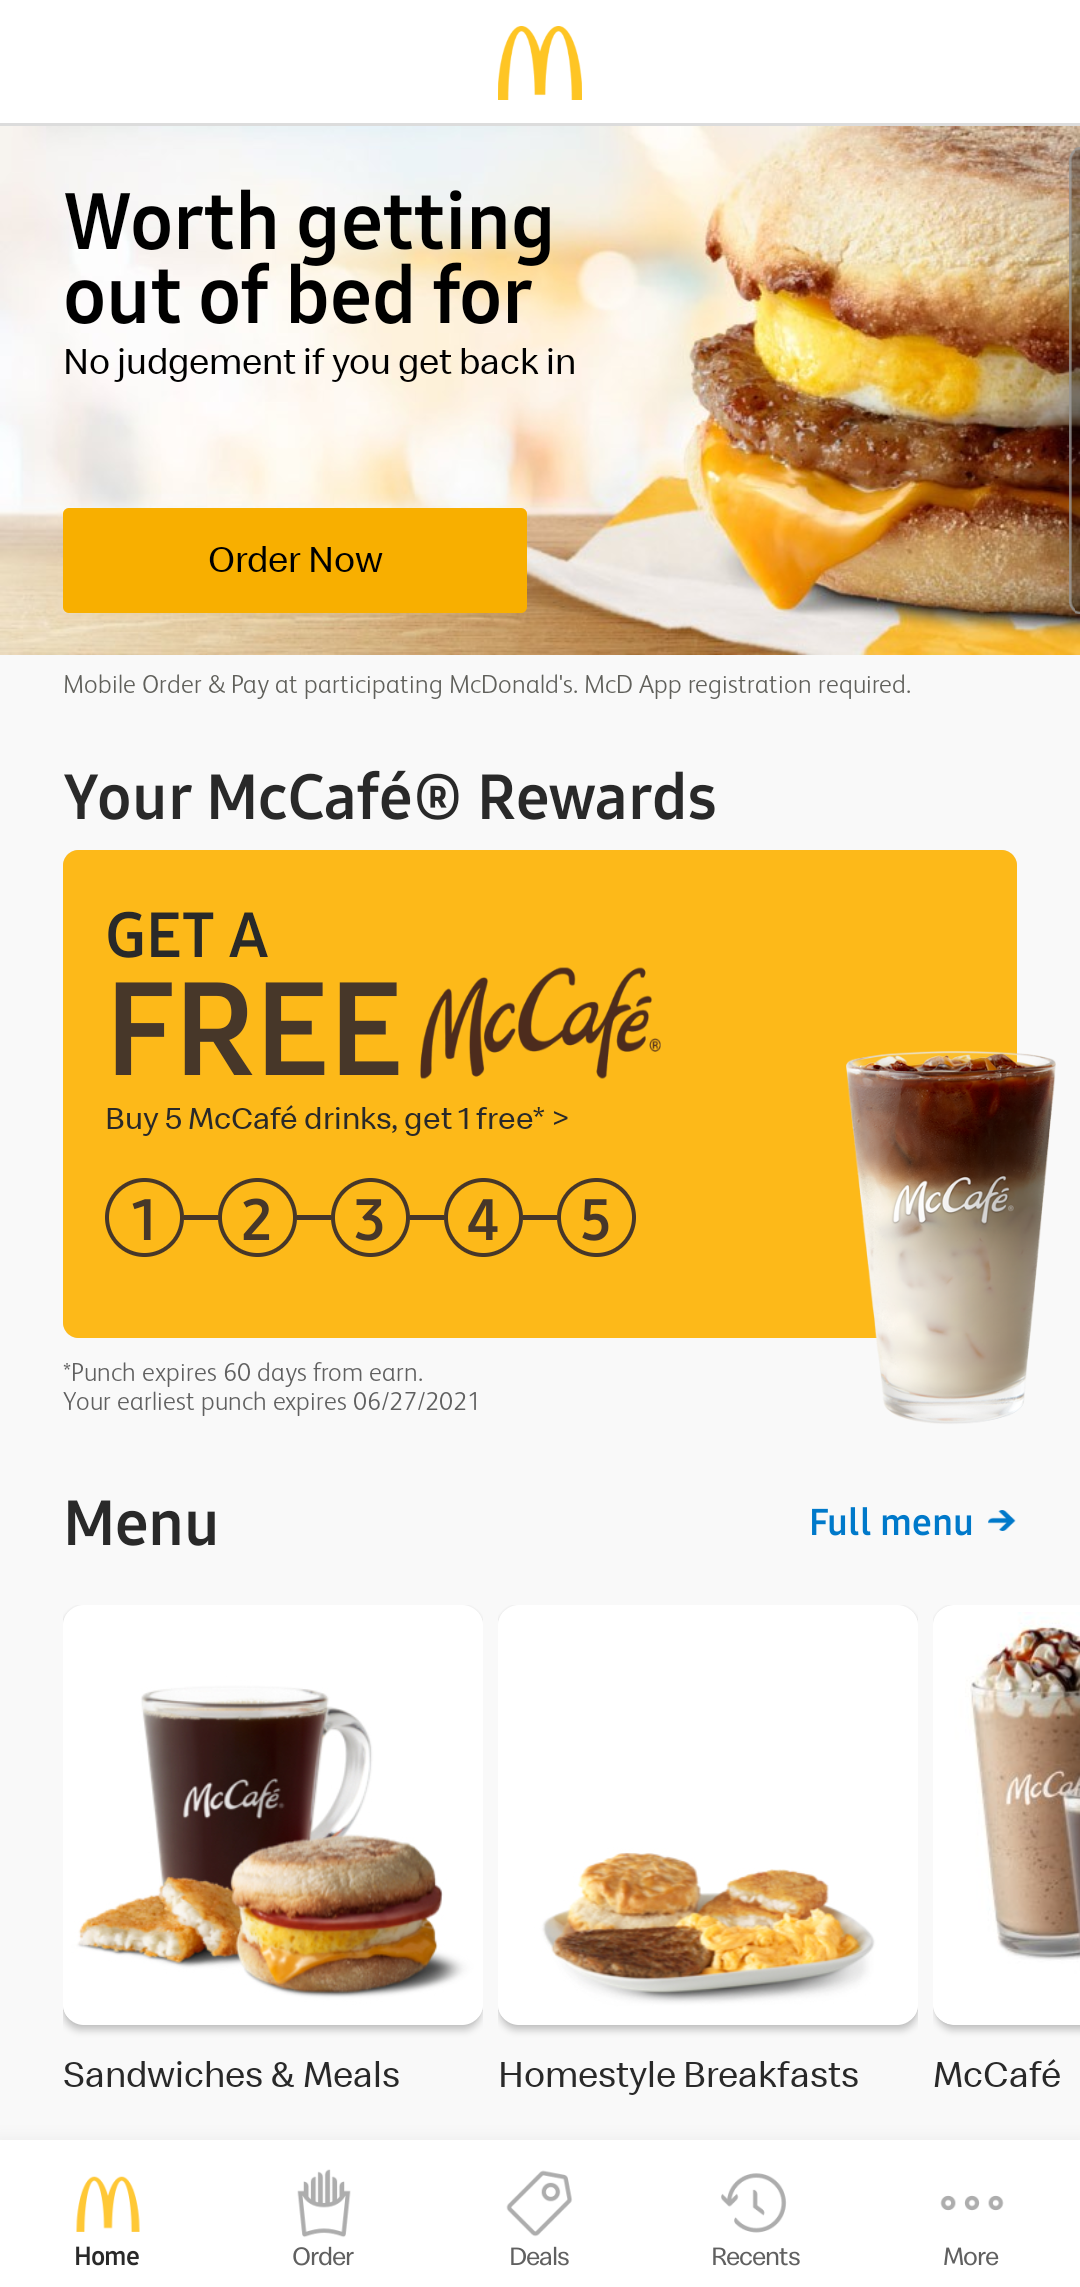 Worth getting
out of bed for
No judgement if you get back in
Order Now
Mobile Order & Pay at participating McDonald's. McD App registration required.
Your McCafé® Rewards
GET A
FREE McCafé®
Buy 5 McCafé drinks, get 1 free* >
1 2 3 4 5
McCafé®
*Punch expires 60 days from earn.
Your earliest punch expires 06/27/2021
Menu
Full menu →
McCafé®
McCaf
Sandwiches & Meals
Homestyle Breakfasts
McCafé
Home
Order
Deals
Recents
More